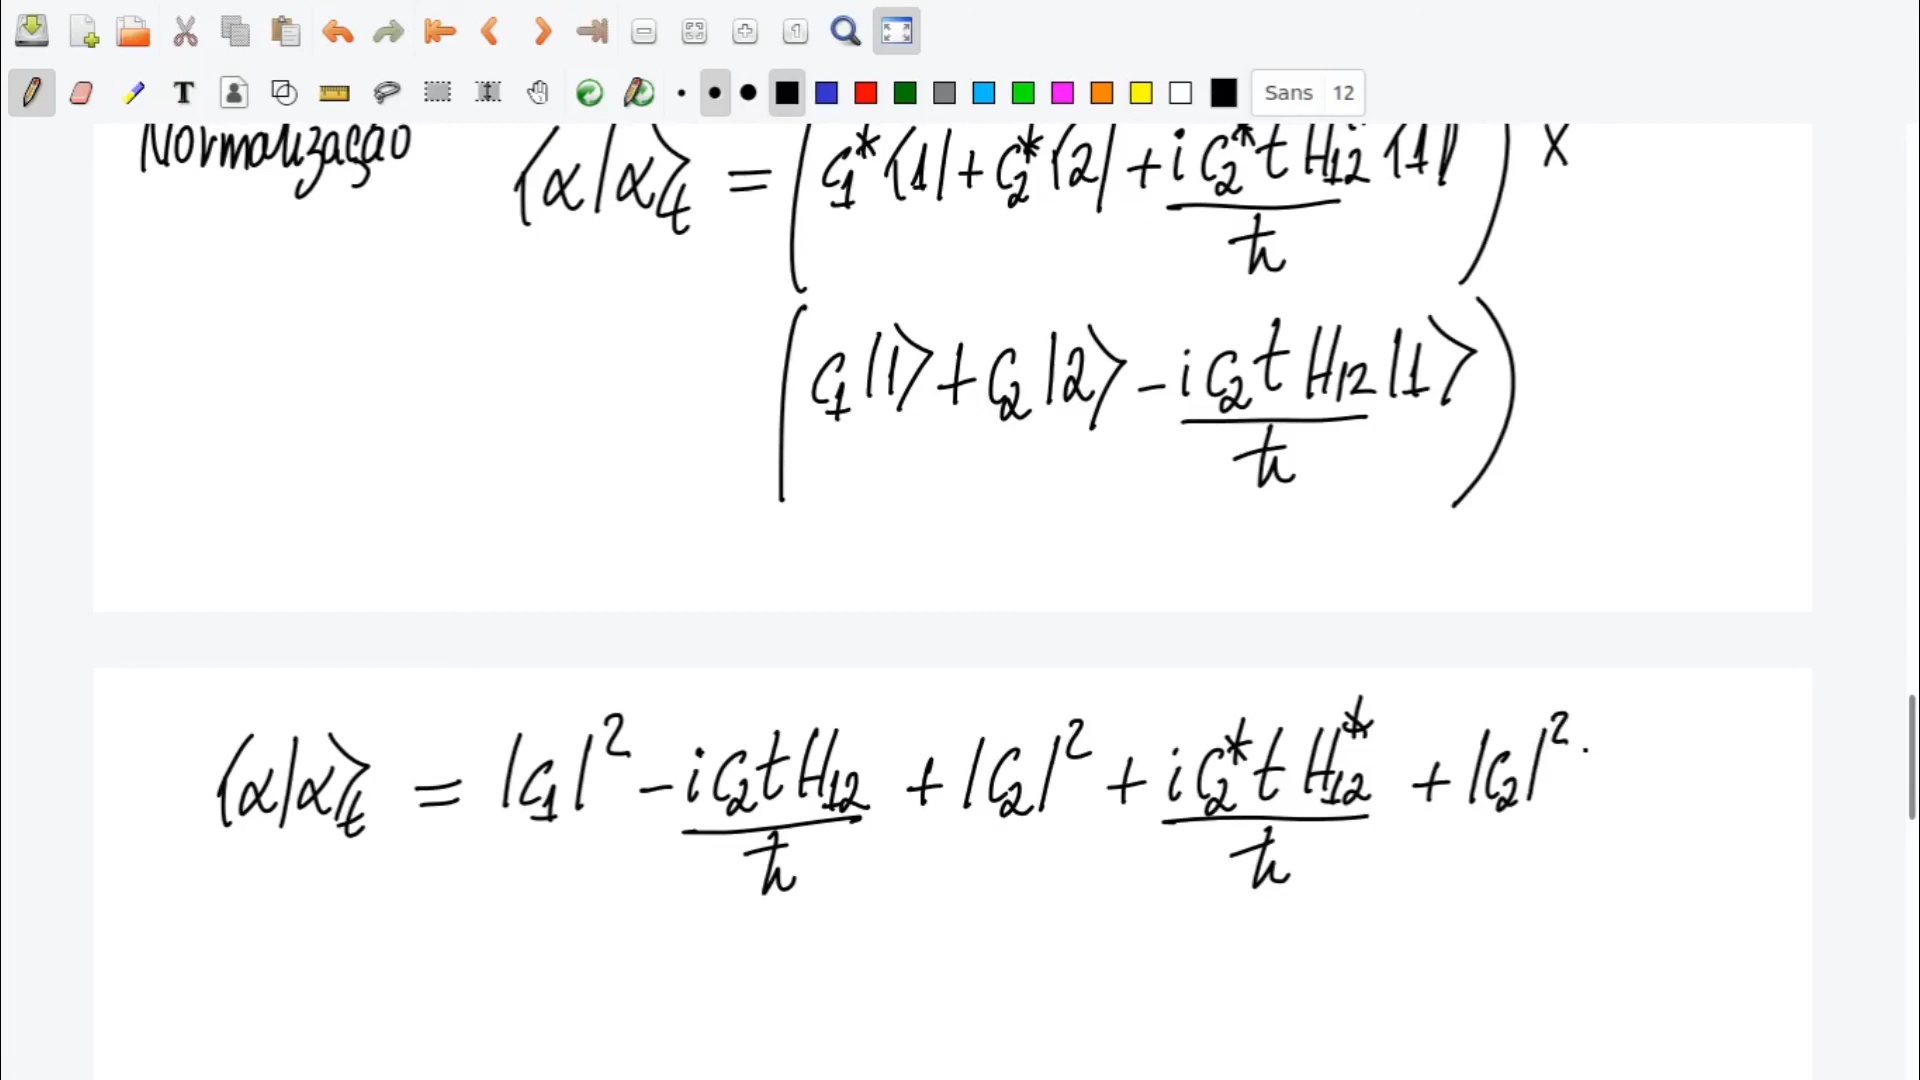 T Sans 12
Normalização ⟨α|α⟩_t = (c₁*⟨1| + c₂*⟨2| + i c₂* t H₁₂* ⟨1| / ħ) x
(c₁|1⟩ + c₂|2⟩ - i c₂ t H₁₂ |1⟩ / ħ)
⟨α|α⟩_t = |c₁|² - i c₂ t H₁₂ / ħ + |c₂|² + i c₂* t H₁₂* / ħ + |c₂|² .